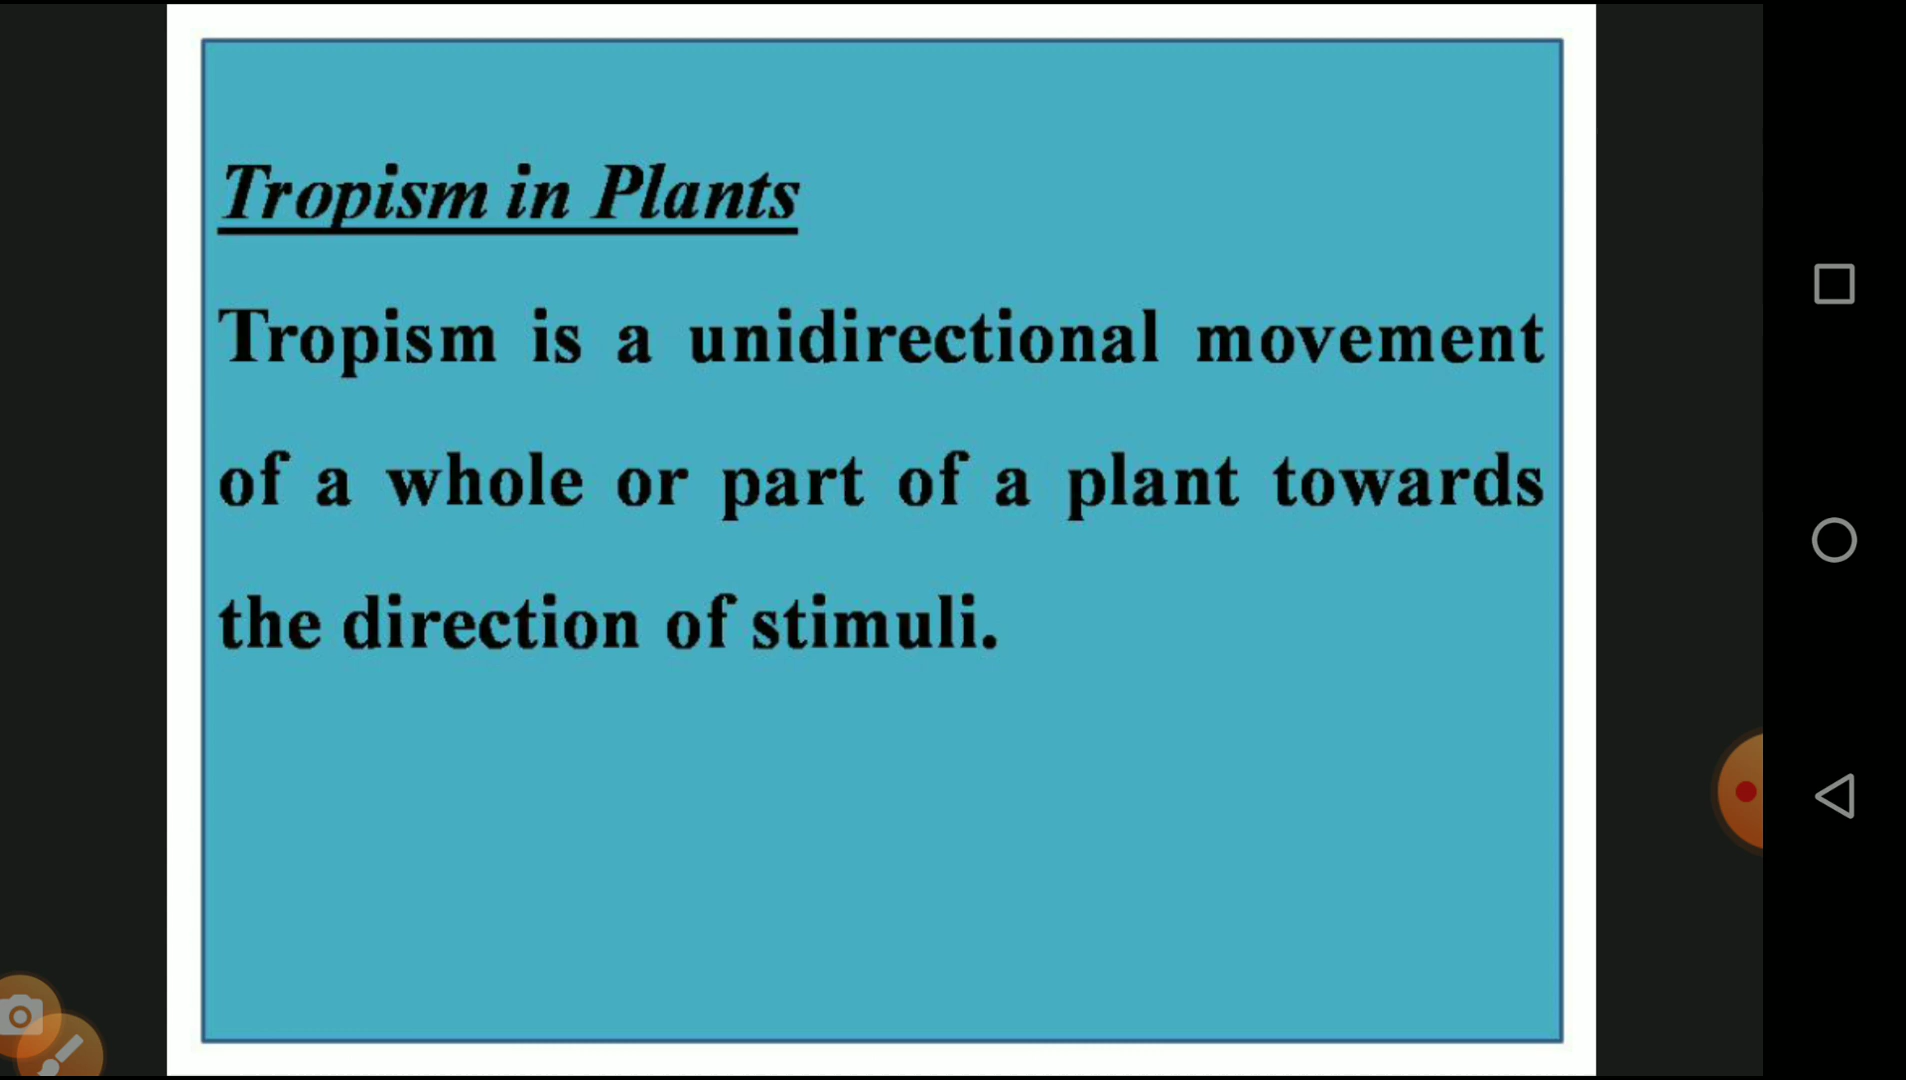 Tropism in Plants
Tropism is a unidirectional movement
of a whole or part of a plant towards
the direction of stimuli.